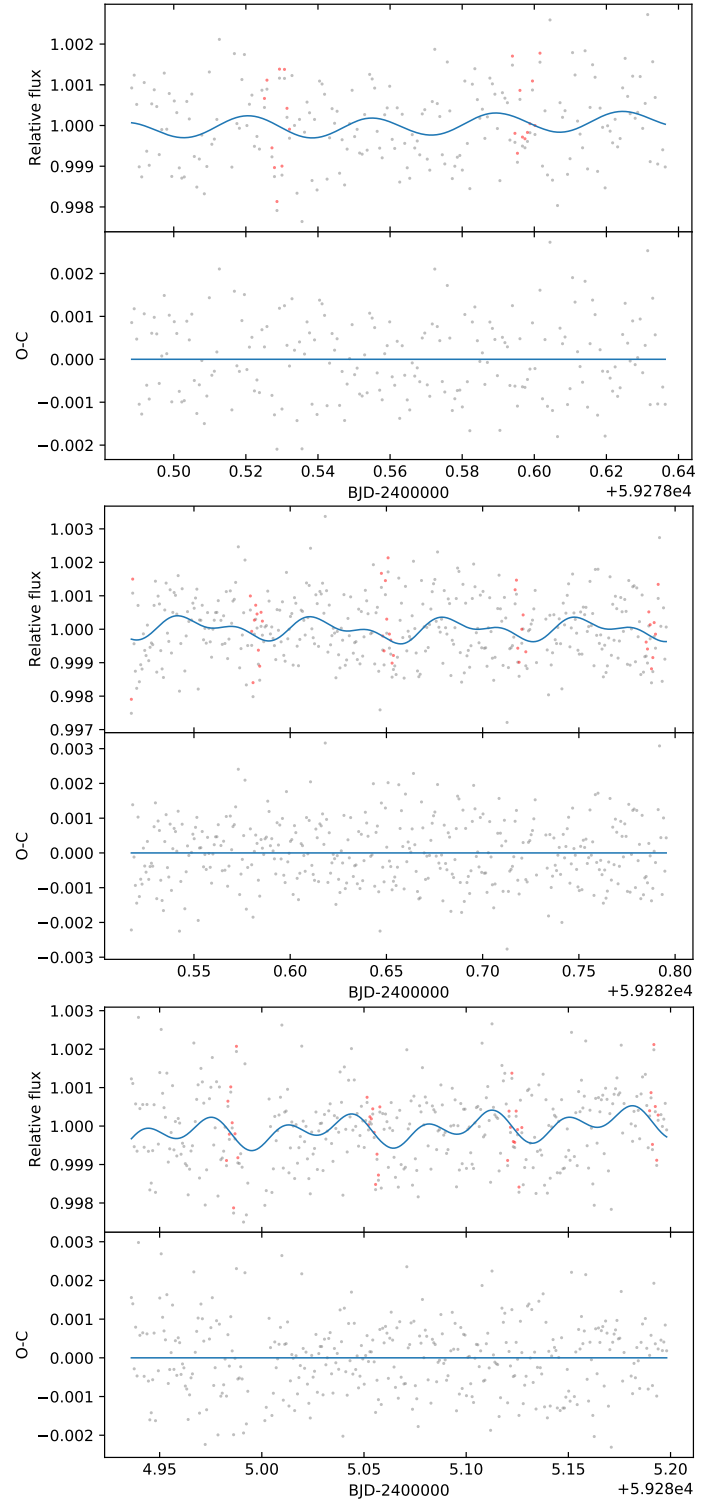 1.002
1.001
1.000
0.999
0.998
Relative flux
0.002
0.001
0.000
−0.001
−0.002
O-C
0.50 0.52 0.54 0.56 0.58 0.60 0.62 0.64
BJD-2400000
+5.9278e4
1.003
1.002
1.001
1.000
0.999
0.998
0.997
Relative flux
0.003
0.002
0.001
0.000
−0.001
−0.002
−0.003
O-C
0.55 0.60 0.65 0.70 0.75 0.80
BJD-2400000
+5.9282e4
1.003
1.002
1.001
1.000
0.999
0.998
Relative flux
0.003
0.002
0.001
0.000
−0.001
−0.002
O-C
4.95 5.00 5.05 5.10 5.15 5.20
BJD-2400000
+5.928e4